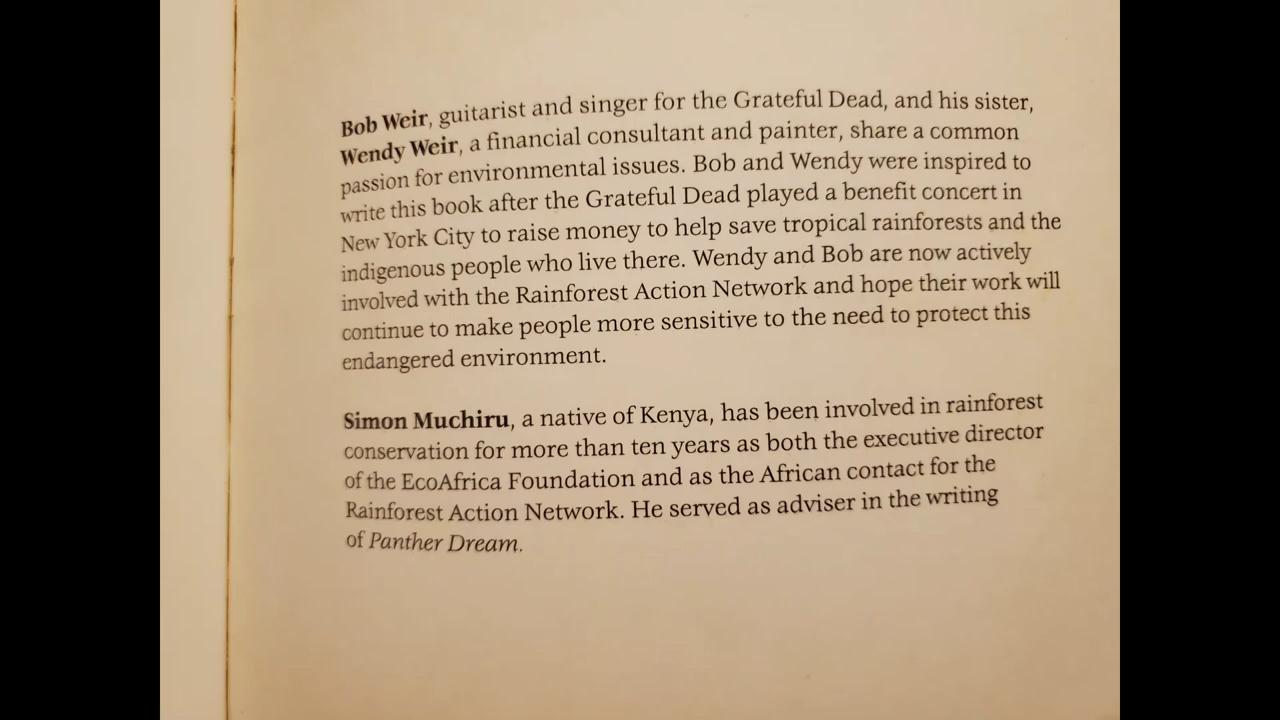 Bob Weir, guitarist and singer for the Grateful Dead, and his sister,
Wendy Weir, a financial consultant and painter, share a common
passion for environmental issues. Bob and Wendy were inspired to
write this book after the Grateful Dead played a benefit concert in
New York City to raise money to help save tropical rainforests and the
indigenous people who live there. Wendy and Bob are now actively
involved with the Rainforest Action Network and hope their work will
continue to make people more sensitive to the need to protect this
endangered environment.
Simon Muchiru, a native of Kenya, has been involved in rainforest
conservation for more than ten years as both the executive director
of the EcoAfrica Foundation and as the African contact for the
Rainforest Action Network. He served as adviser in the writing
of Panther Dream.